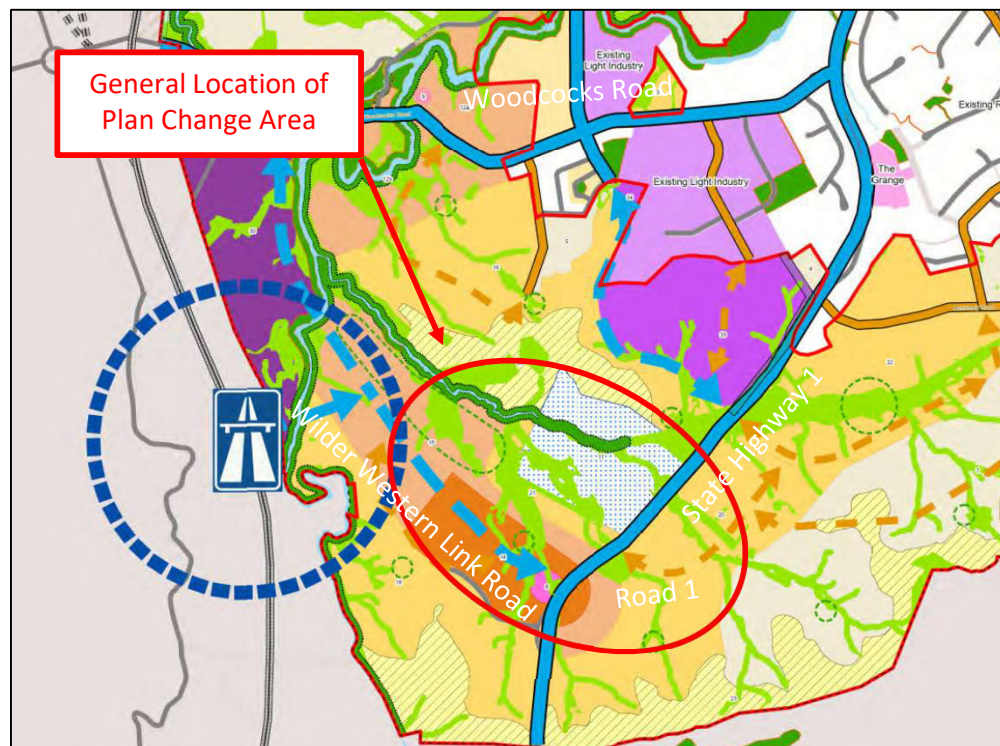 General Location of
Plan Change Area
Existing
Light Industry
Woodcocks Road
Existing R
The
Grange
Existing Light Industry
Wilder Western Link Road
State Highway 1
Road 1